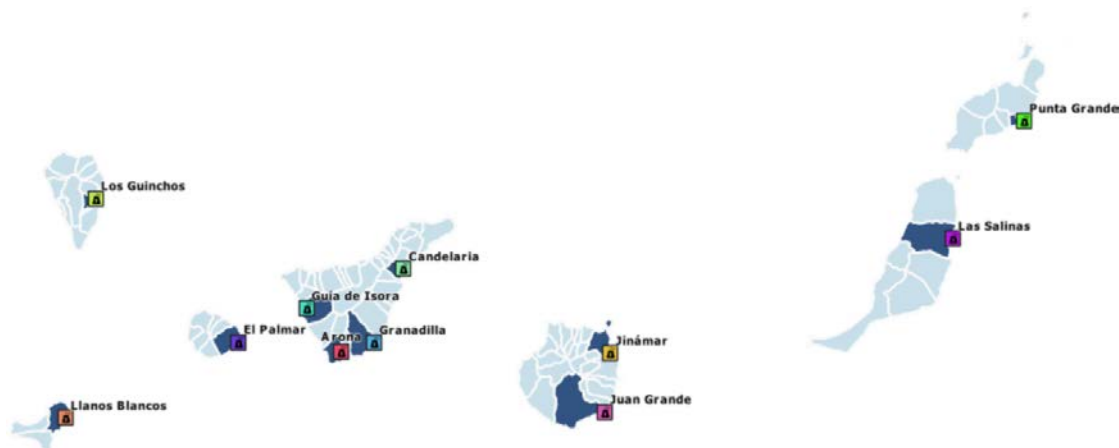 Punta Grande
Los Guinchos
Las Salinas
Candelaria
Guía de Isora
El Palmar
Arona
Granadilla
Jinámar
Juan Grande
Llanos Blancos